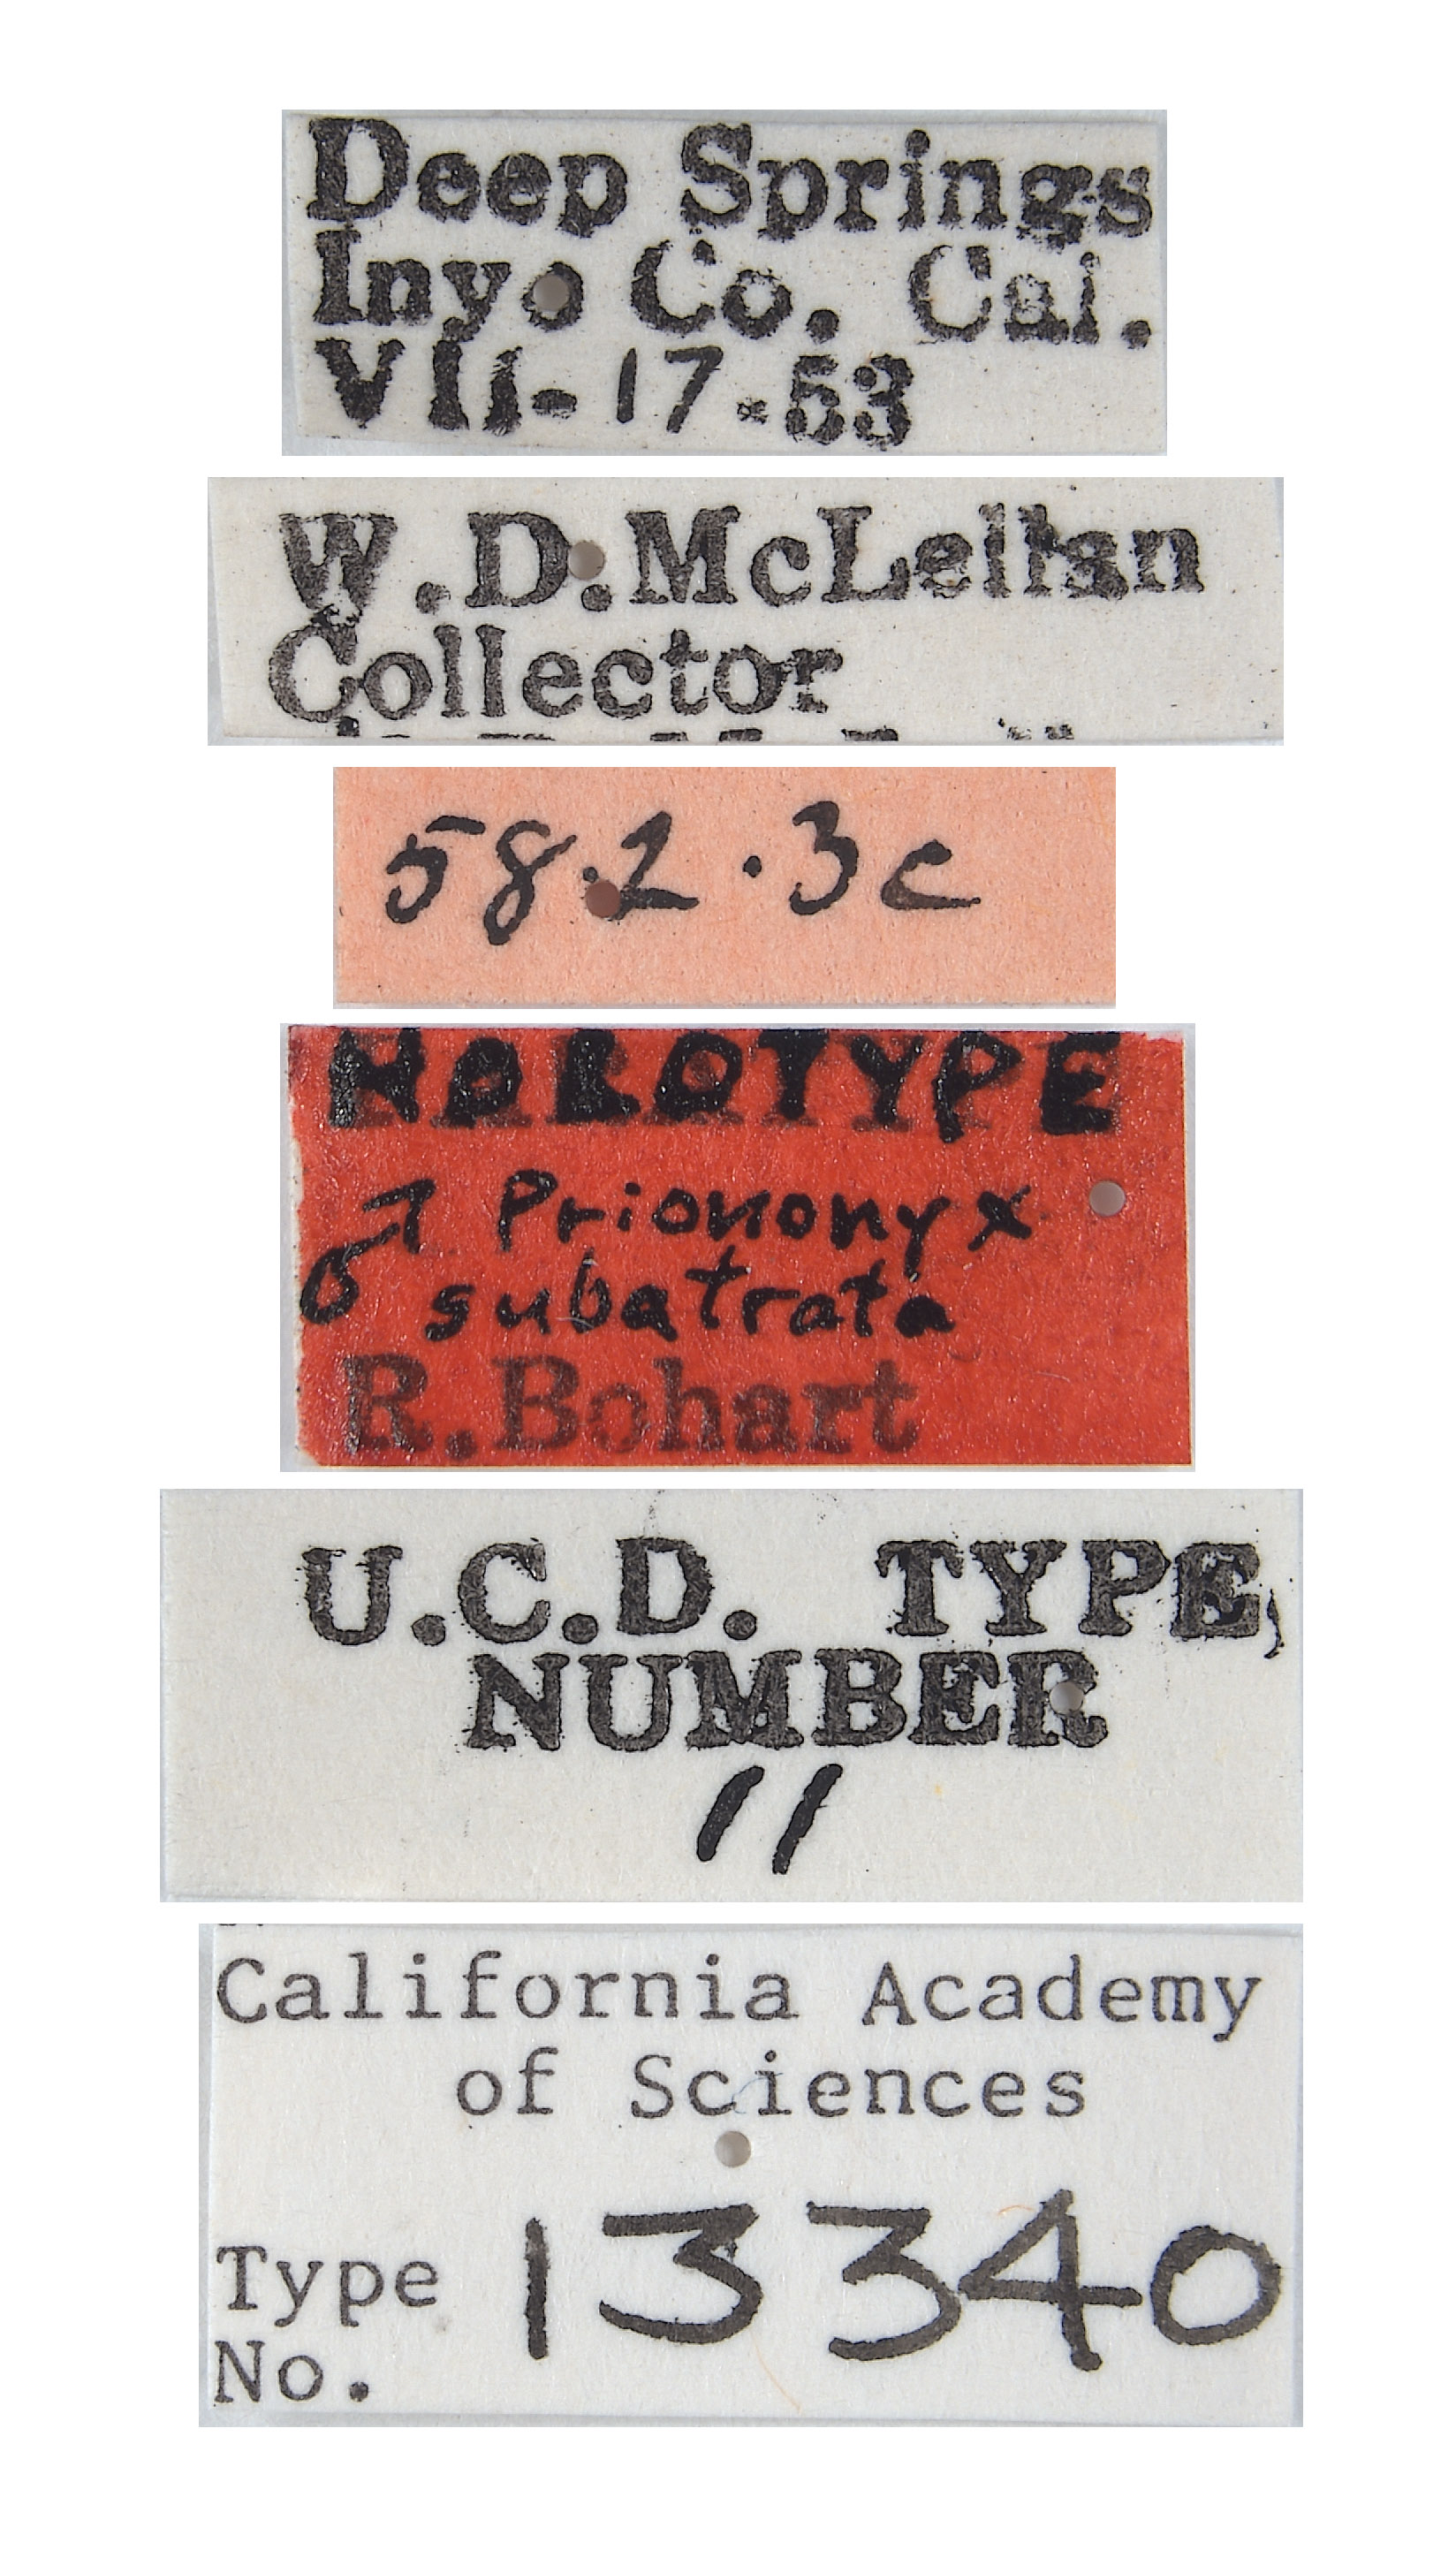 Deep Springs
Inyo Co. Cal.
VII-17-53
W.D.McLellan
Collector
58.2.3c
HOLOTYPE
♂ Prionyx
subatrata
R.Bohart
U.C.D. TYPE
NUMBER
11
California Academy
of Sciences
Type
No. 13340